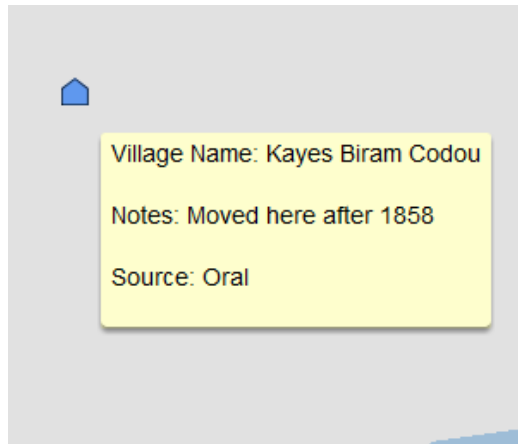 Village Name: Kayes Biram Codou
Notes: Moved here after 1858
Source: Oral